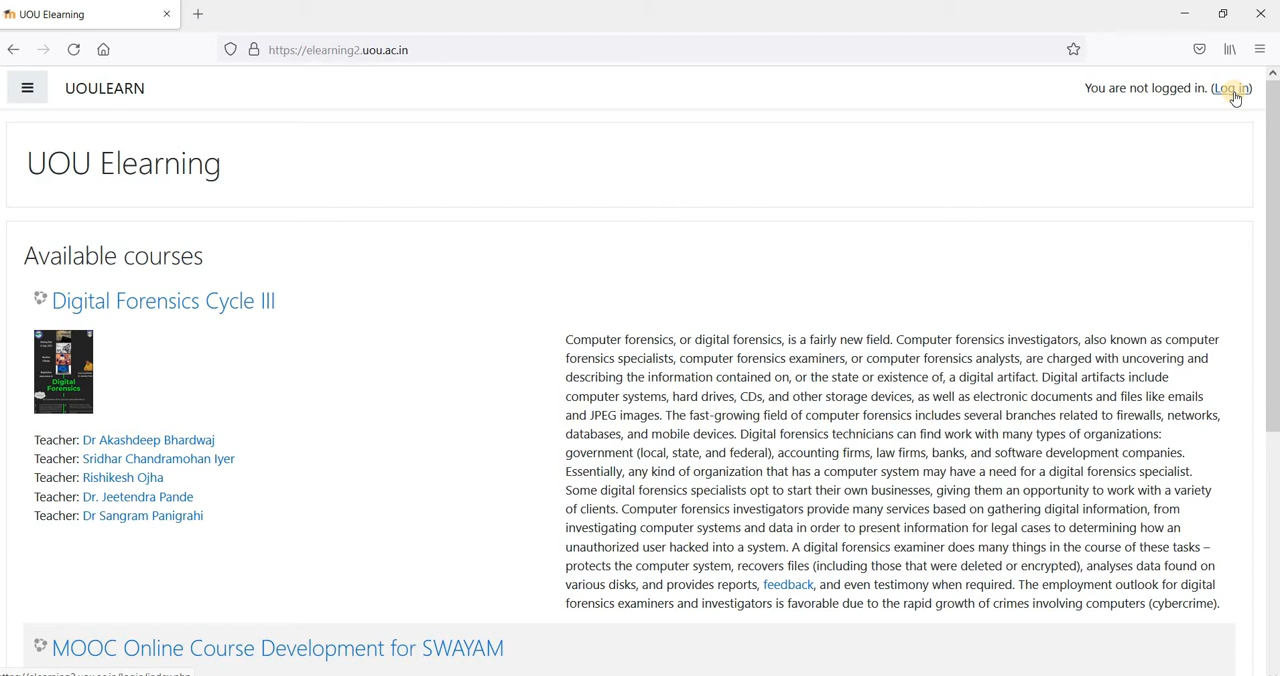 UOU Elearning
https://elearning2.uou.ac.in
UOULEARN
You are not logged in. (Log in)
UOU Elearning
Available courses
Digital Forensics Cycle III
Digital
Forensics
Teacher: Dr Akashdeep Bhardwaj
Teacher: Sridhar Chandramohan Iyer
Teacher: Rishikesh Ojha
Teacher: Dr. Jeetendra Pande
Teacher: Dr Sangram Panigrahi
Computer forensics, or digital forensics, is a fairly new field. Computer forensics investigators, also known as computer
forensics specialists, computer forensics examiners, or computer forensics analysts, are charged with uncovering and
describing the information contained on, or the state or existence of, a digital artifact. Digital artifacts include
computer systems, hard drives, CDs, and other storage devices, as well as electronic documents and files like emails
and JPEG images. The fast-growing field of computer forensics includes several branches related to firewalls, networks,
databases, and mobile devices. Digital forensics technicians can find work with many types of organizations:
government (local, state, and federal), accounting firms, law firms, banks, and software development companies.
Essentially, any kind of organization that has a computer system may have a need for a digital forensics specialist.
Some digital forensics specialists opt to start their own businesses, giving them an opportunity to work with a variety
of clients. Computer forensics investigators provide many services based on gathering digital information, from
investigating computer systems and data in order to present information for legal cases to determining how an
unauthorized user hacked into a system. A digital forensics examiner does many things in the course of these tasks –
protects the computer system, recovers files (including those that were deleted or encrypted), analyses data found on
various disks, and provides reports, feedback, and even testimony when required. The employment outlook for digital
forensics examiners and investigators is favorable due to the rapid growth of crimes involving computers (cybercrime).
MOOC Online Course Development for SWAYAM